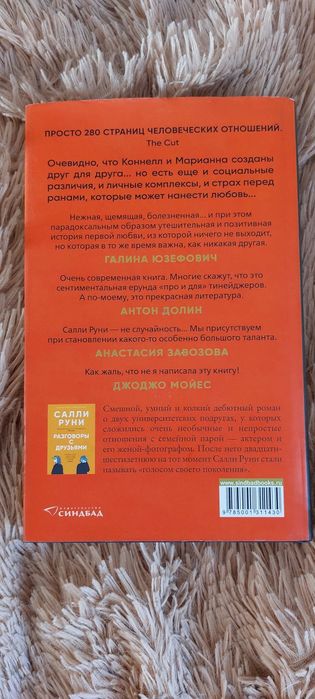 ПРОСТО 280 СТРАНИЦ ЧЕЛОВЕЧЕСКИХ ОТНОШЕНИЙ.
The Cut
Очевидно, что Коннелл и Марианна созданы
друг для друга... но есть еще и социальные
различия, и личные комплексы, и страх перед
ранами, которые может нанести любовь...
Нежная, щемящая, болезненная... и при этом
парадоксальным образом утешительная и позитивная
история первой любви, из которой ничего не выходит,
но которая в то же время важна, как никакая другая.
ГАЛИНА ЮЗЕФОВИЧ
Очень современная книга. Многие скажут, что это
сентиментальная ерунда «про и для» тинейджеров.
А по-моему, это прекрасная литература.
АНТОН ДОЛИН
Салли Руни — не случайность... Мы присутствуем
при становлении какого-то особенно большого таланта.
АНАСТАСИЯ ЗАВОЗОВА
Как жаль, что не я написала эту книгу!
ДЖОДЖО МОЙЕС
САЛЛИ
РУНИ
РАЗГОВОРЫ С
ДРУЗЬЯМИ
Смешной, умный и колкий дебютный роман
о двух университетских подругах, у которых
сложились очень необычные и непростые
отношения с семейной парой — актером и
его женой-фотографом. После него двадцати-
шестилетнюю на тот момент Салли Руни стали
называть «голосом своего поколения».
СИНДБАД
www.sindbadbooks.ru
9785001311430